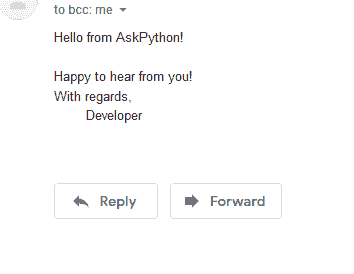 to bcc: me
Hello from AskPython!
Happy to hear from you!
With regards,
Developer
Reply Forward